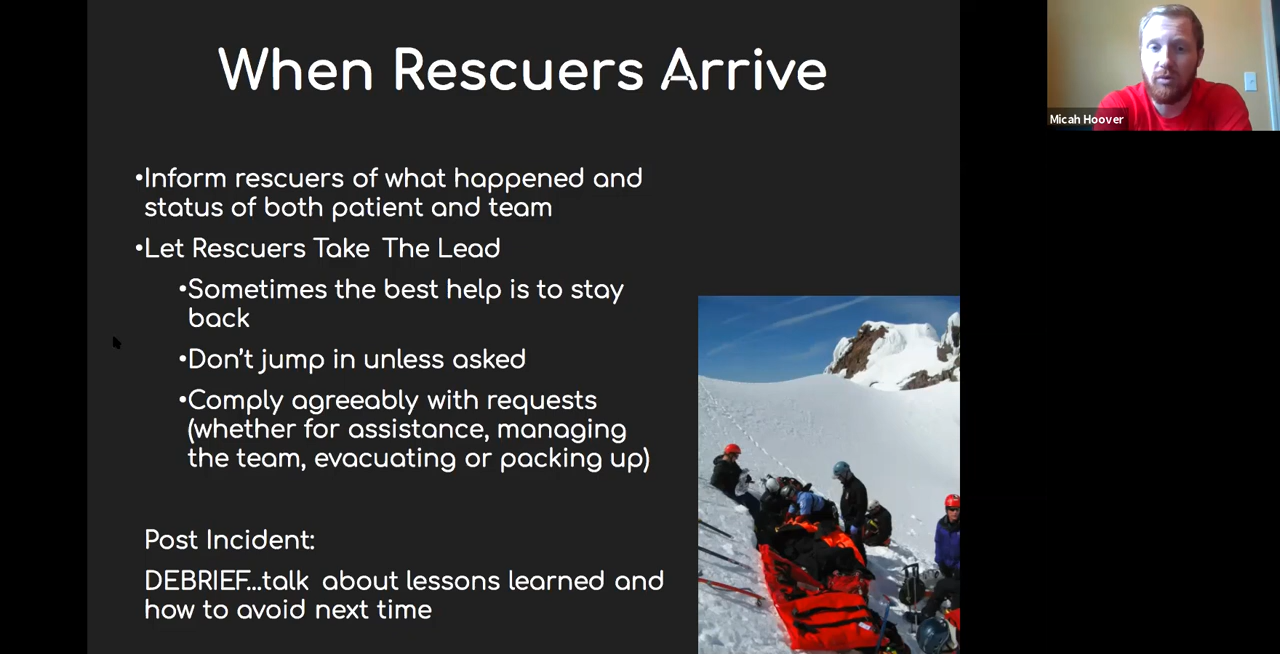 When Rescuers Arrive
Micah Hoover
•Inform rescuers of what happened and
status of both patient and team
•Let Rescuers Take The Lead
•Sometimes the best help is to stay
back
•Don't jump in unless asked
•Comply agreeably with requests
(whether for assistance, managing
the team, evacuating or packing up)
Post Incident:
DEBRIEF...talk about lessons learned and
how to avoid next time